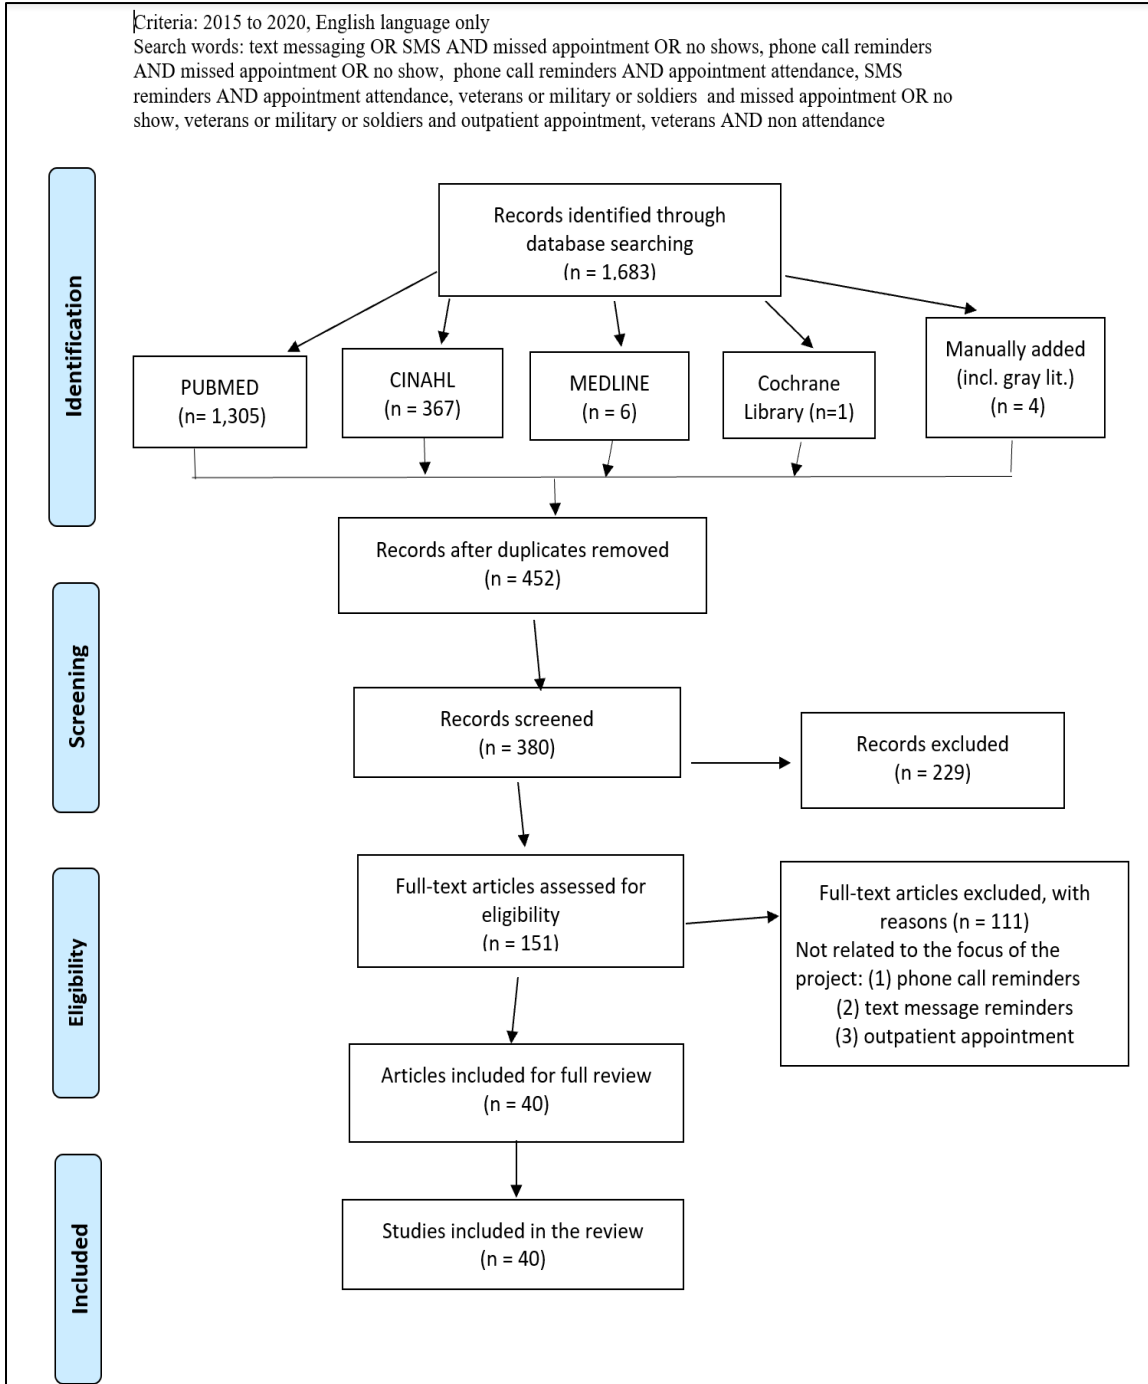 Criteria: 2015 to 2020, English language only
Search words: text messaging OR SMS AND missed appointment OR no shows, phone call reminders
AND missed appointment OR no show,  phone call reminders AND appointment attendance, SMS
reminders AND appointment attendance, veterans or military or soldiers  and missed appointment OR no
show, veterans or military or soldiers and outpatient appointment, veterans AND non attendance
Identification
Records identified through
database searching
(n = 1,683)
PUBMED
(n= 1,305)
CINAHL
(n = 367)
MEDLINE
(n = 6)
Cochrane
Library (n=1)
Manually added
(incl. gray lit.)
(n = 4)
Records after duplicates removed
(n = 452)
Screening
Records screened
(n = 380)
Records excluded
(n = 229)
Eligibility
Full-text articles assessed for
eligibility
(n = 151)
Full-text articles excluded, with
reasons (n = 111)
Not related to the focus of the
project: (1) phone call reminders
(2) text message reminders
(3) outpatient appointment
Articles included for full review
(n = 40)
Included
Studies included in the review
(n = 40)